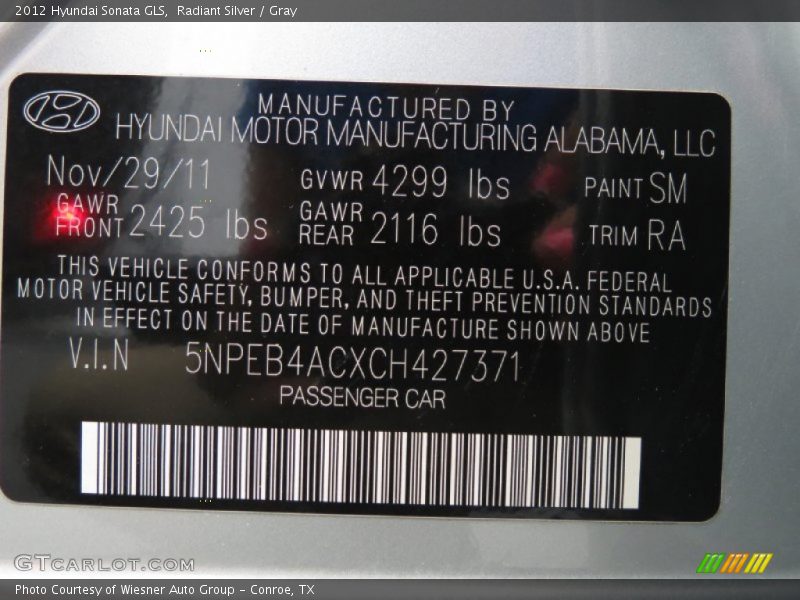 2012 Hyundai Sonata GLS,  Radiant Silver / Gray
MANUFACTURED BY
HYUNDAI MOTOR MANUFACTURING ALABAMA, LLC
Nov/29/11 GVWR 4299 lbs PAINT SM
GAWR FRONT 2425 lbs GAWR REAR 2116 lbs TRIM RA
THIS VEHICLE CONFORMS TO ALL APPLICABLE U.S.A. FEDERAL
MOTOR VEHICLE SAFETY, BUMPER, AND THEFT PREVENTION STANDARDS
IN EFFECT ON THE DATE OF MANUFACTURE SHOWN ABOVE
V.I.N 5NPEB4ACXCH427371
PASSENGER CAR
GTCARLOT.COM
Photo Courtesy of Wiesner Auto Group - Conroe, TX